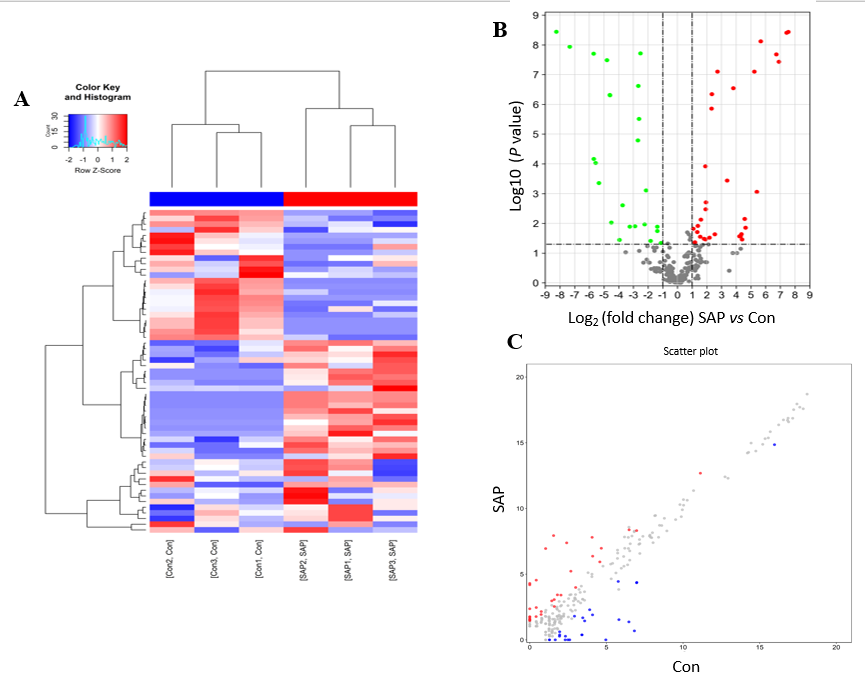 A
Color Key
and Histogram
Count
0 15 30
-2 -1 0 1 2
Row Z-Score
[Con2, Con]
[Con3, Con]
[Con1, Con]
[SAP2, SAP]
[SAP1, SAP]
[SAP3, SAP]
B
9
8
7
6
5
4
3
2
1
0
Log10 (P value)
-9 -8 -7 -6 -5 -4 -3 -2 -1 0 1 2 3 4 5 6 7 8 9
Log2 (fold change) SAP vs Con
C
Scatter plot
20
15
10
5
0
SAP
0 5 10 15 20
Con